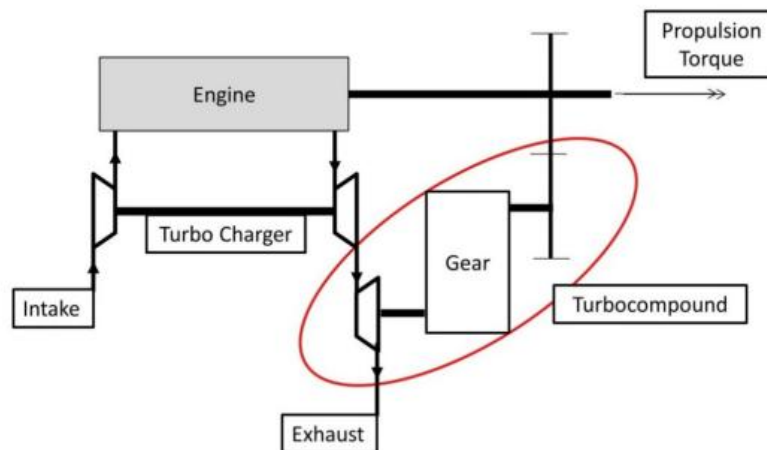 Propulsion
Torque
Engine
Turbo Charger
Gear
Intake
Turbocompound
Exhaust